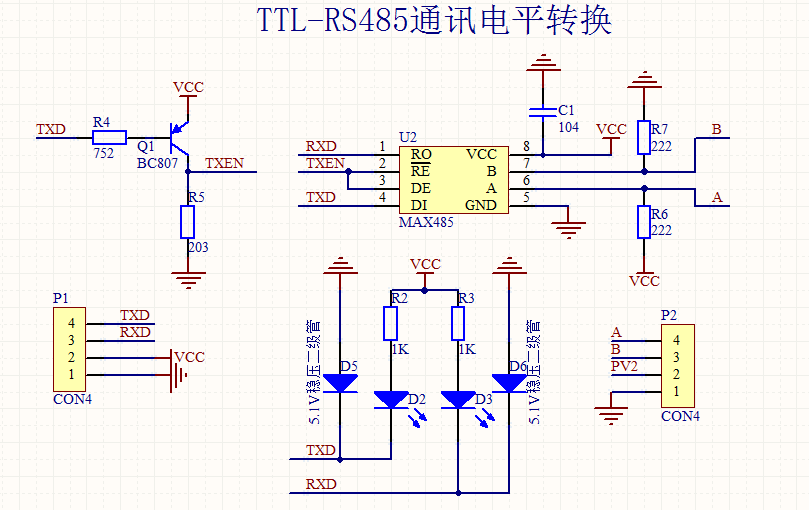 TTL-RS485通讯电平转换
VCC
R4
TXD
752
Q1
BC807
TXEN
R5
203
C1
104
VCC
R7
222
B
U2
RXD 1 RO VCC 8
TXEN 2 RE B 7
3 DE A 6
TXD 4 DI GND 5
MAX485
A
R6
222
VCC
P1
4 TXD
3 RXD
2 VCC
1
CON4
VCC
R2
R3
1K
1K
D5
5.1V稳压二级管
D2
D3
D6
5.1V稳压二级管
TXD
RXD
P2
A 4
B 3
PV2 2
1
CON4